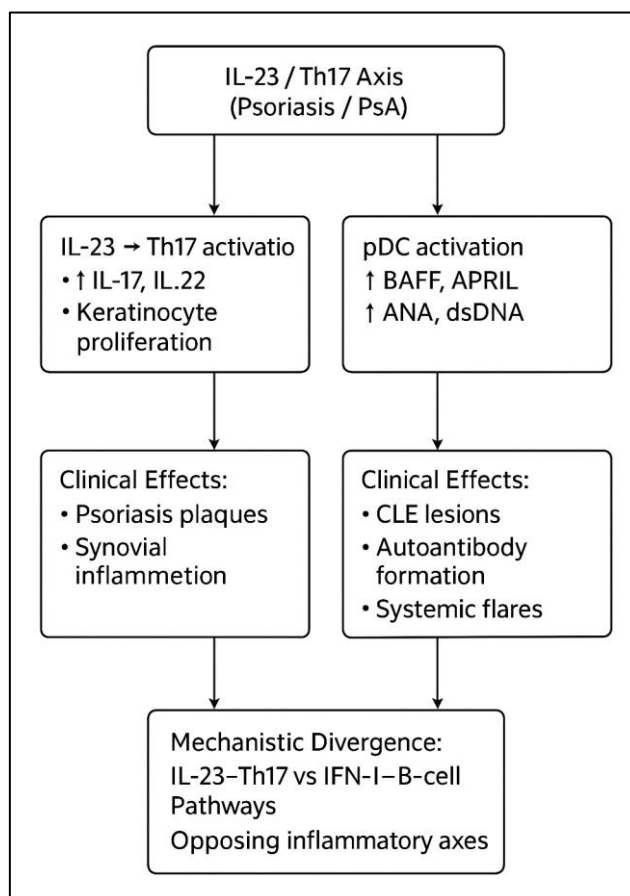 IL-23 / Th17 Axis
(Psoriasis / PsA)
IL-23 → Th17 activatio
• ↑ IL-17, IL.22
• Keratinocyte
proliferation
pDC activation
↑ BAFF, APRIL
↑ ANA, dsDNA
Clinical Effects:
• Psoriasis plaques
• Synovial
inflammetion
Clinical Effects:
• CLE lesions
• Autoantibody
formation
• Systemic flares
Mechanistic Divergence:
IL-23–Th17 vs IFN-I–B-cell
Pathways
Opposing inflammatory axes